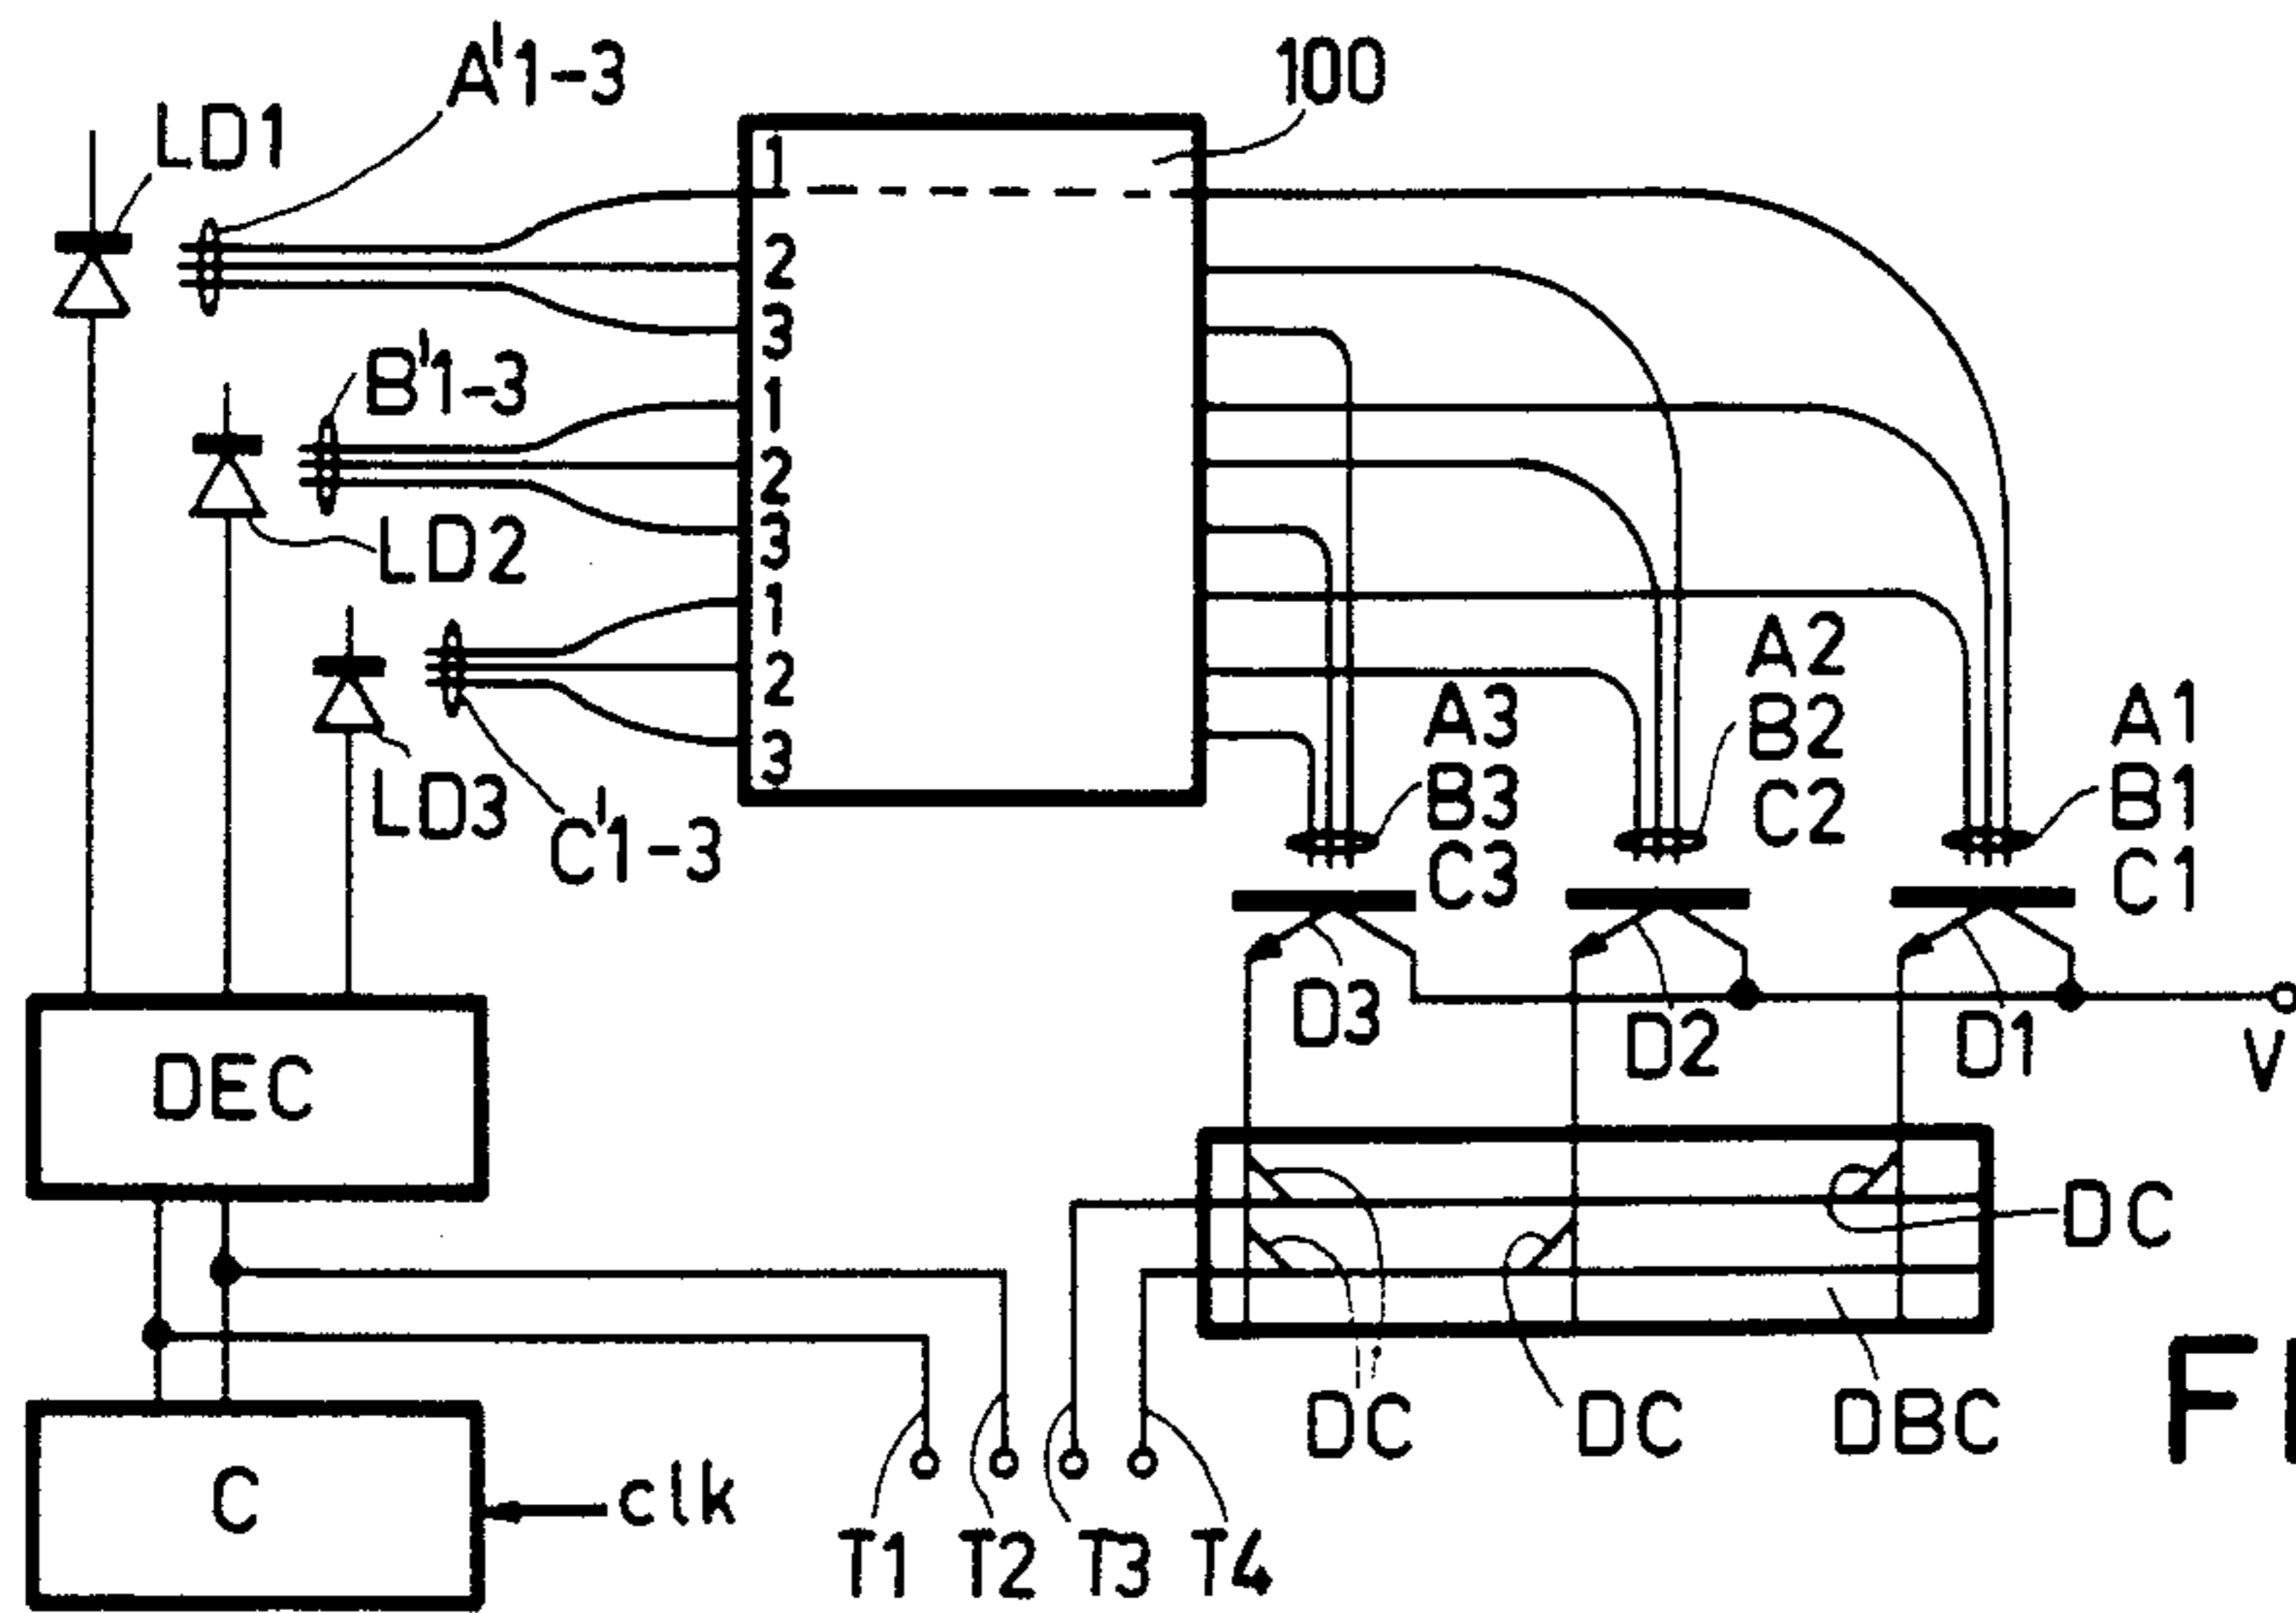 A'1-3
100
LD1
1
2
3
B'1-3
1
2
3
LD2
1
2
3
LD3
C'1-3
A2
B2
C2
A3
B3
C3
A1
B1
C1
D3
D2
D1
V
DEC
DC
DC
DC
DBC
C
clk
T1
T2
T3
T4